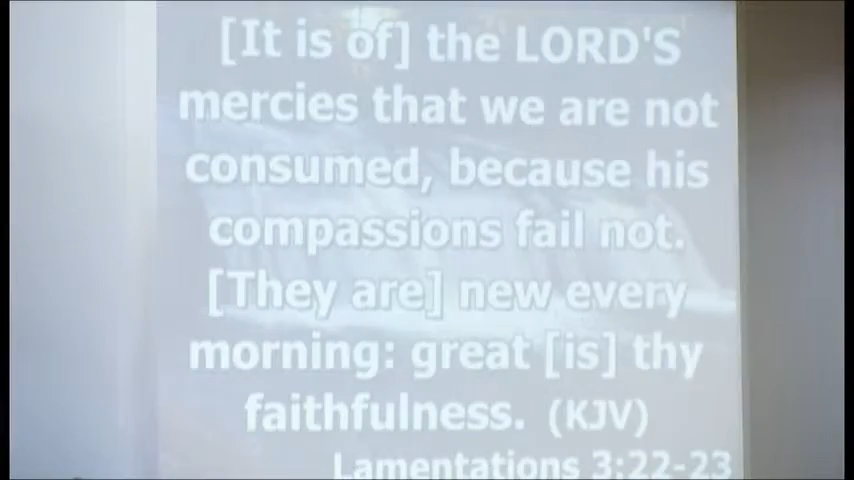 [It is of] the LORD'S
mercies that we are not
consumed, because his
compassions fail not.
[They are] new every
morning: great [is] thy
faithfulness. (KJV)
Lamentations 3:22-23